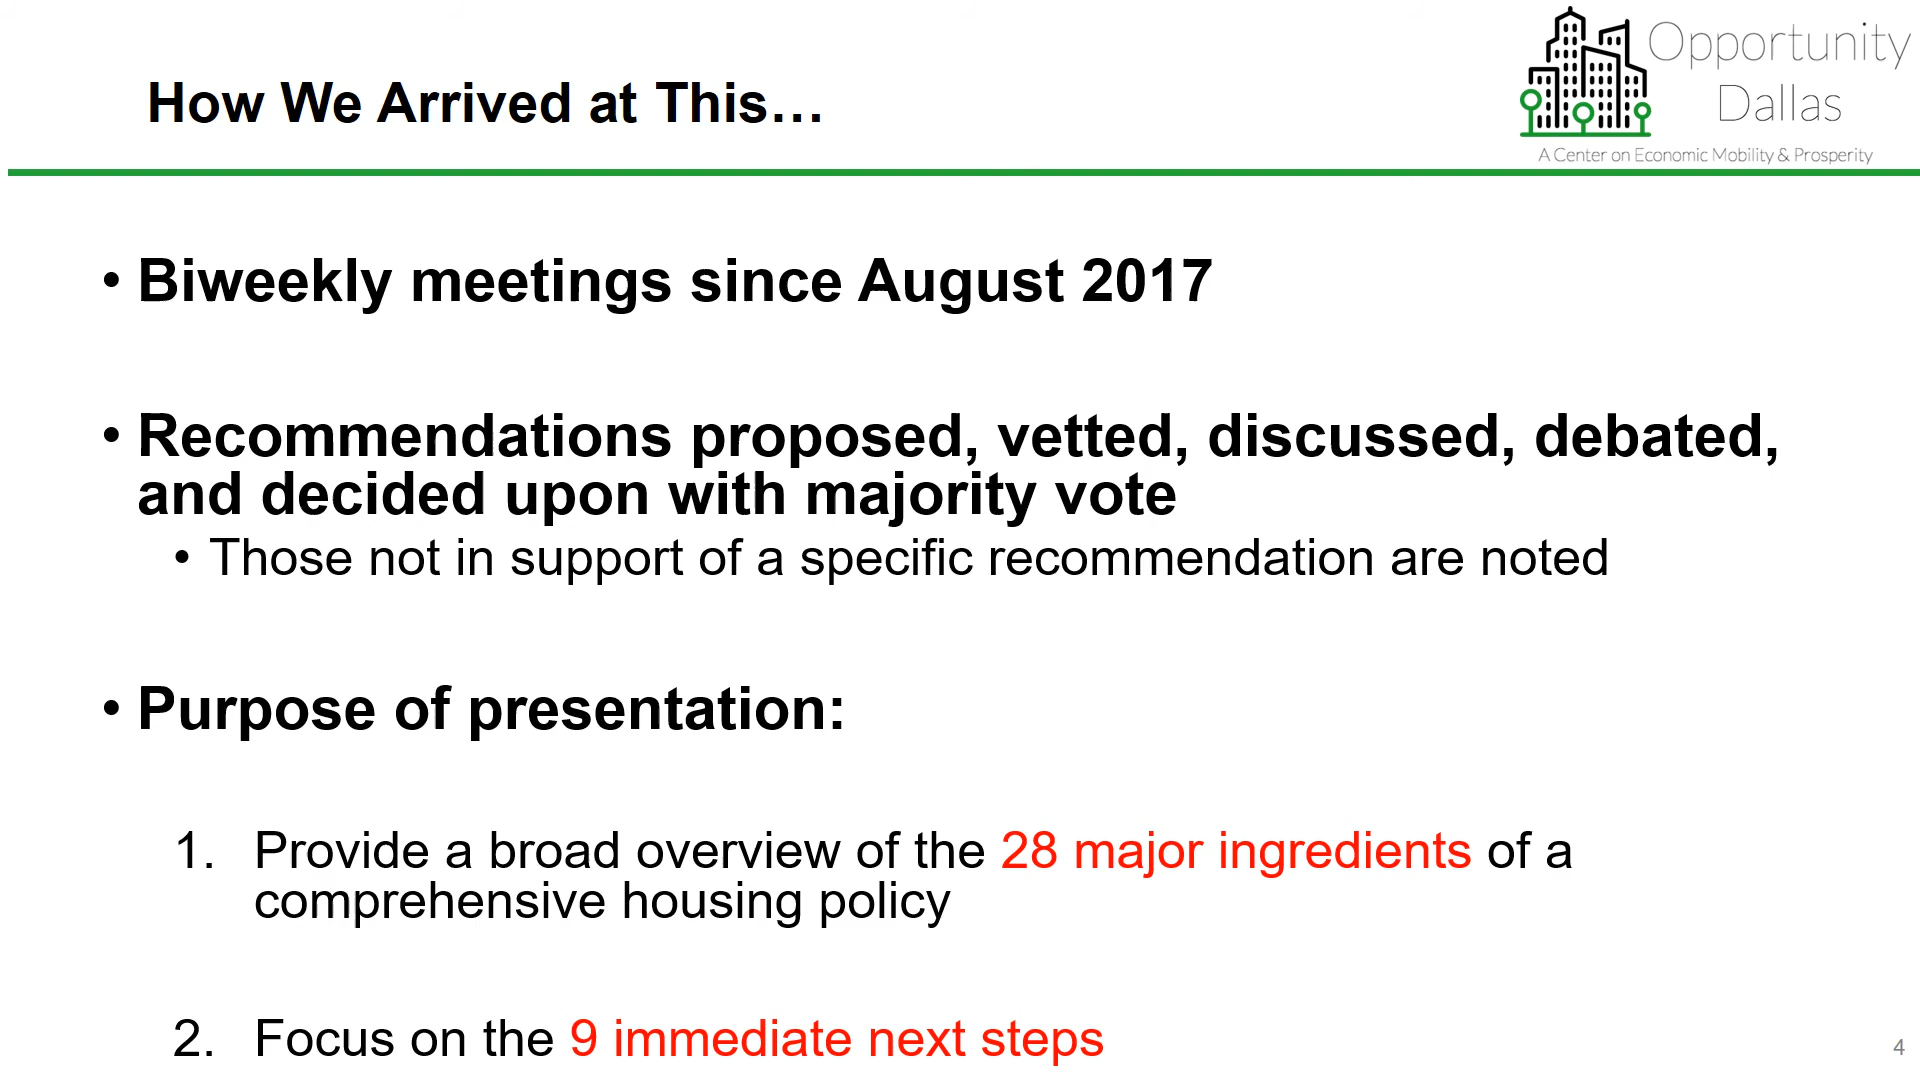 How We Arrived at This…
Opportunity
Dallas
A Center on Economic Mobility & Prosperity
• Biweekly meetings since August 2017
• Recommendations proposed, vetted, discussed, debated,
and decided upon with majority vote
• Those not in support of a specific recommendation are noted
• Purpose of presentation:
1. Provide a broad overview of the 28 major ingredients of a
comprehensive housing policy
2. Focus on the 9 immediate next steps
4